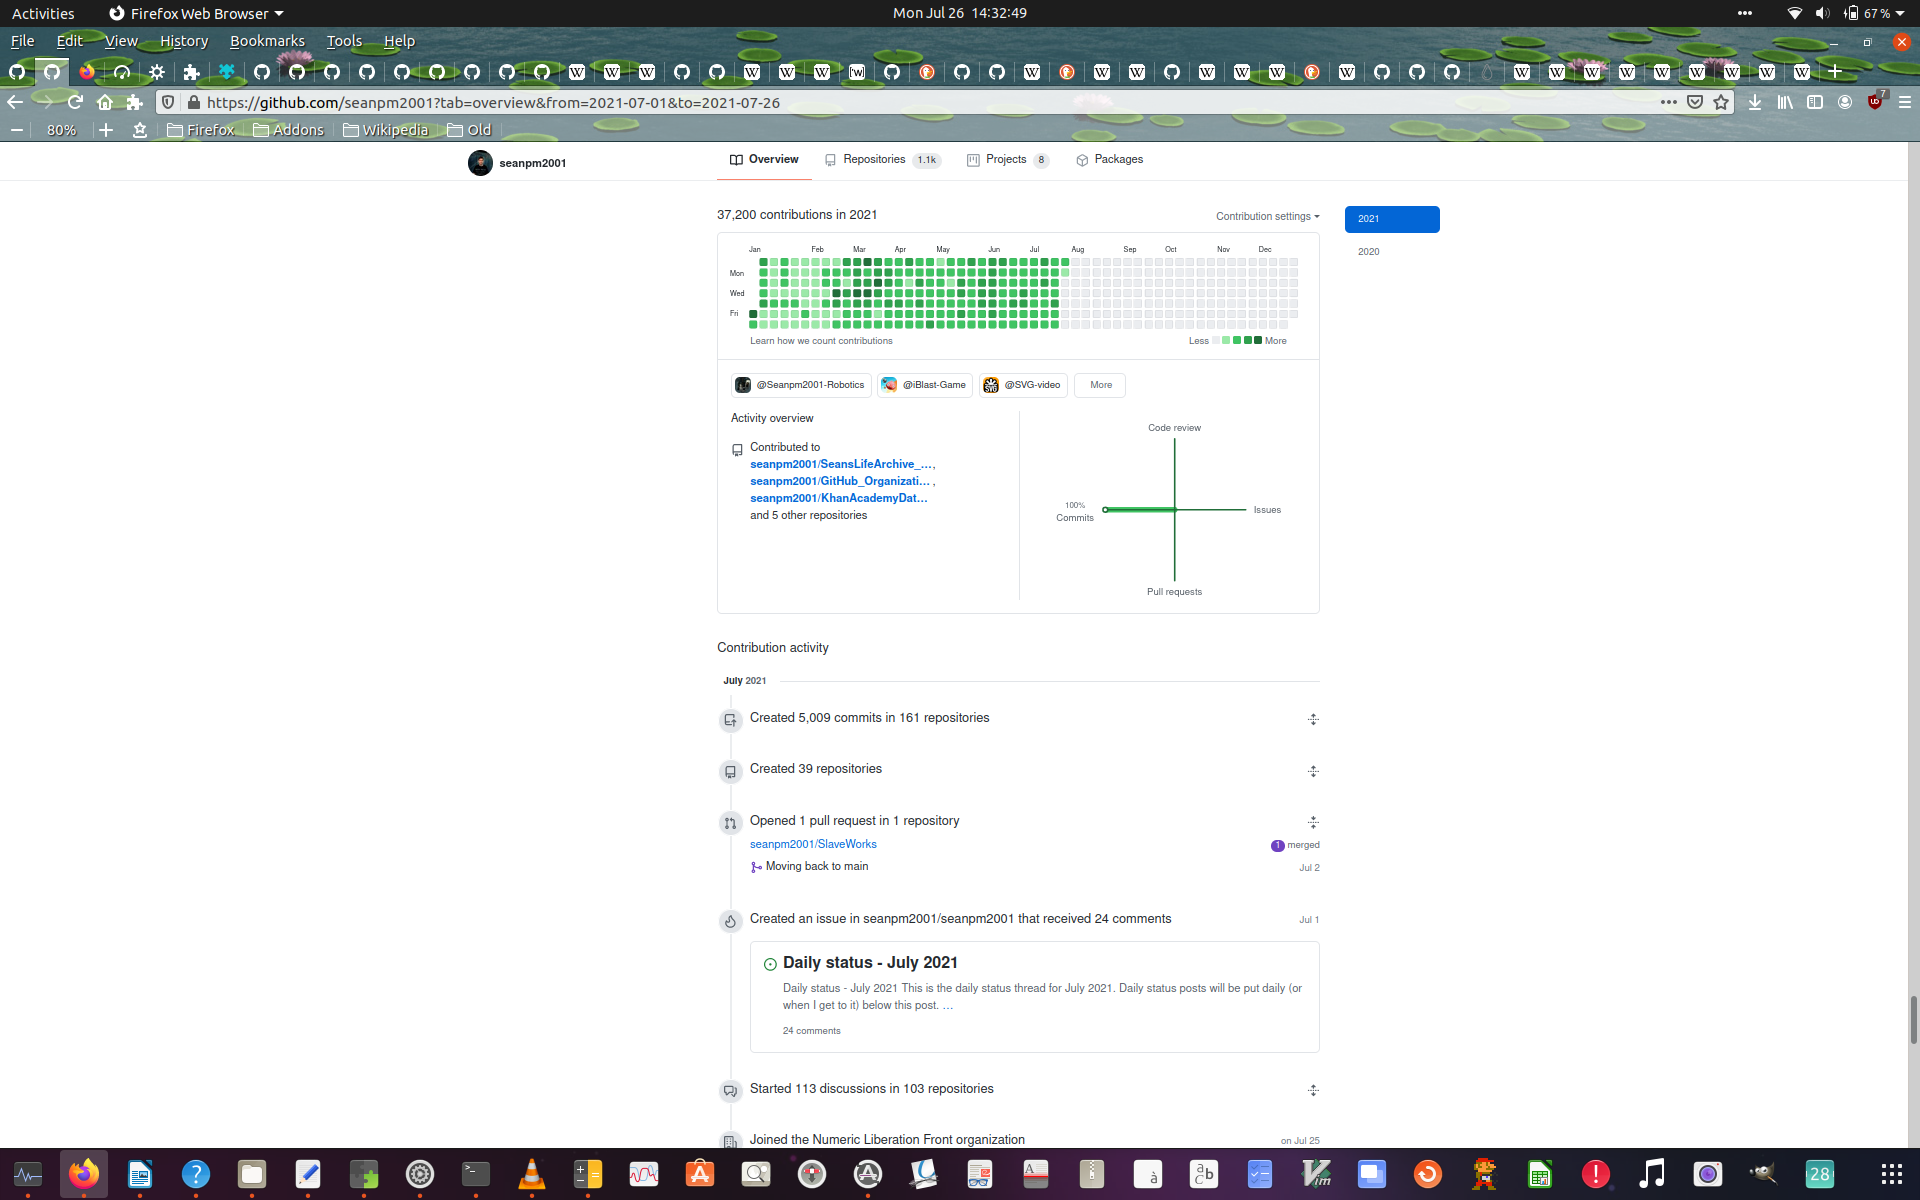 Activities
Firefox Web Browser
Mon Jul 26 14:32:49
67 %
File Edit View History Bookmarks Tools Help
https://github.com/seanpm2001?tab=overview&from=2021-07-01&to=2021-07-26
7
80%
Firefox
Addons
Wikipedia
Old
seanpm2001
Overview
Repositories 1.1k
Projects 8
Packages
37,200 contributions in 2021
Contribution settings
2021
2020
Jan Feb Mar Apr May Jun Jul Aug Sep Oct Nov Dec
Mon
Wed
Fri
Learn how we count contributions
Less
More
@Seanpm2001-Robotics
@iBlast-Game
@SVG-video
More
Activity overview
Contributed to
seanpm2001/SeansLifeArchive_...,
seanpm2001/GitHub_Organizati... ,
seanpm2001/KhanAcademyDat...
and 5 other repositories
Code review
100%
Commits
Issues
Pull requests
Contribution activity
July 2021
Created 5,009 commits in 161 repositories
Created 39 repositories
Opened 1 pull request in 1 repository
seanpm2001/SlaveWorks
1 merged
Moving back to main
Jul 2
Created an issue in seanpm2001/seanpm2001 that received 24 comments
Jul 1
Daily status - July 2021
Daily status - July 2021 This is the daily status thread for July 2021. Daily status posts will be put daily (or
when I get to it) below this post. ...
24 comments
Started 113 discussions in 103 repositories
Joined the Numeric Liberation Front organization
on Jul 25
28